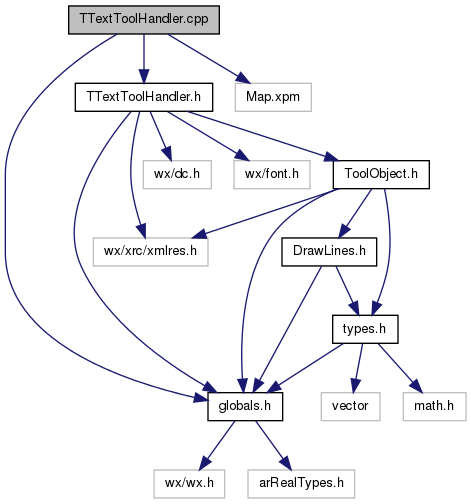 TTextToolHandler.cpp
TTextToolHandler.h
Map.xpm
wx/dc.h
wx/font.h
ToolObject.h
wx/xrc/xmlres.h
DrawLines.h
types.h
globals.h
vector
math.h
wx/wx.h
arRealTypes.h